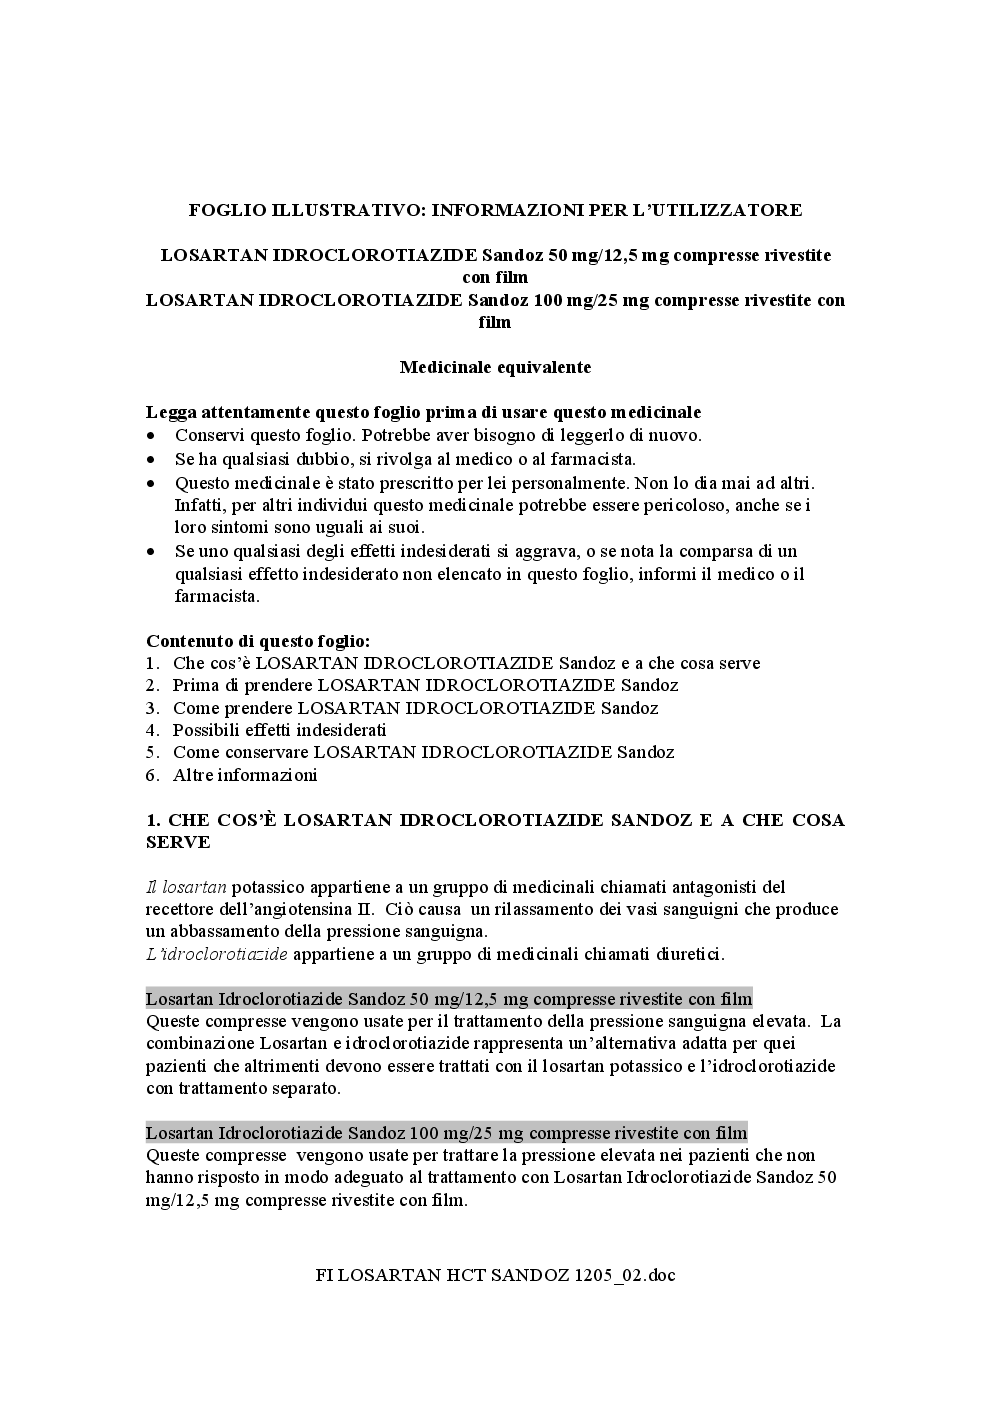 FOGLIO ILLUSTRATIVO: INFORMAZIONI PER L’UTILIZZATORE
LOSARTAN IDROCLOROTIAZIDE Sandoz 50 mg/12,5 mg compresse rivestite
con film
LOSARTAN IDROCLOROTIAZIDE Sandoz 100 mg/25 mg compresse rivestite con
film
Medicinale equivalente
Legga attentamente questo foglio prima di usare questo medicinale
• Conservi questo foglio. Potrebbe aver bisogno di leggerlo di nuovo.
• Se ha qualsiasi dubbio, si rivolga al medico o al farmacista.
• Questo medicinale è stato prescritto per lei personalmente. Non lo dia mai ad altri.
Infatti, per altri individui questo medicinale potrebbe essere pericoloso, anche se i
loro sintomi sono uguali ai suoi.
• Se uno qualsiasi degli effetti indesiderati si aggrava, o se nota la comparsa di un
qualsiasi effetto indesiderato non elencato in questo foglio, informi il medico o il
farmacista.
Contenuto di questo foglio:
1. Che cos’è LOSARTAN IDROCLOROTIAZIDE Sandoz e a che cosa serve
2. Prima di prendere LOSARTAN IDROCLOROTIAZIDE Sandoz
3. Come prendere LOSARTAN IDROCLOROTIAZIDE Sandoz
4. Possibili effetti indesiderati
5. Come conservare LOSARTAN IDROCLOROTIAZIDE Sandoz
6. Altre informazioni
1. CHE COS’È LOSARTAN IDROCLOROTIAZIDE SANDOZ E A CHE COSA
SERVE
Il losartan potassico appartiene a un gruppo di medicinali chiamati antagonisti del
recettore dell’angiotensina II. Ciò causa un rilassamento dei vasi sanguigni che produce
un abbassamento della pressione sanguigna.
L’idroclorotiazide appartiene a un gruppo di medicinali chiamati diuretici.
Losartan Idroclorotiazide Sandoz 50 mg/12,5 mg compresse rivestite con film
Queste compresse vengono usate per il trattamento della pressione sanguigna elevata. La
combinazione Losartan e idroclorotiazide rappresenta un’alternativa adatta per quei
pazienti che altrimenti devono essere trattati con il losartan potassico e l’idroclorotiazide
con trattamento separato.
Losartan Idroclorotiazide Sandoz 100 mg/25 mg compresse rivestite con film
Queste compresse vengono usate per trattare la pressione elevata nei pazienti che non
hanno risposto in modo adeguato al trattamento con Losartan Idroclorotiazide Sandoz 50
mg/12,5 mg compresse rivestite con film.
FI LOSARTAN HCT SANDOZ 1205_02.doc